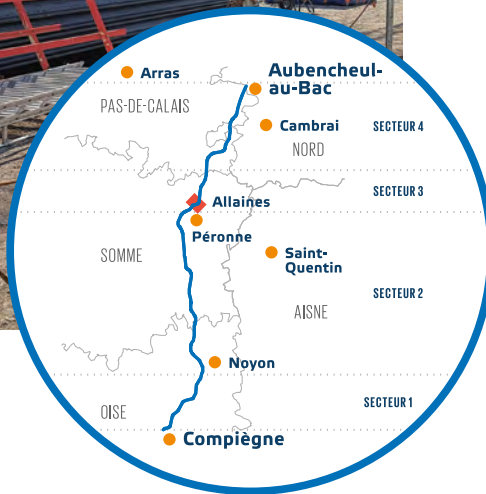 Arras
Aubencheul-
au-Bac
PAS-DE-CALAIS
Cambrai
SECTEUR 4
NORD
SECTEUR 3
Allaines
Péronne
SOMME
Saint-
Quentin
SECTEUR 2
AISNE
Noyon
SECTEUR 1
OISE
Compiègne